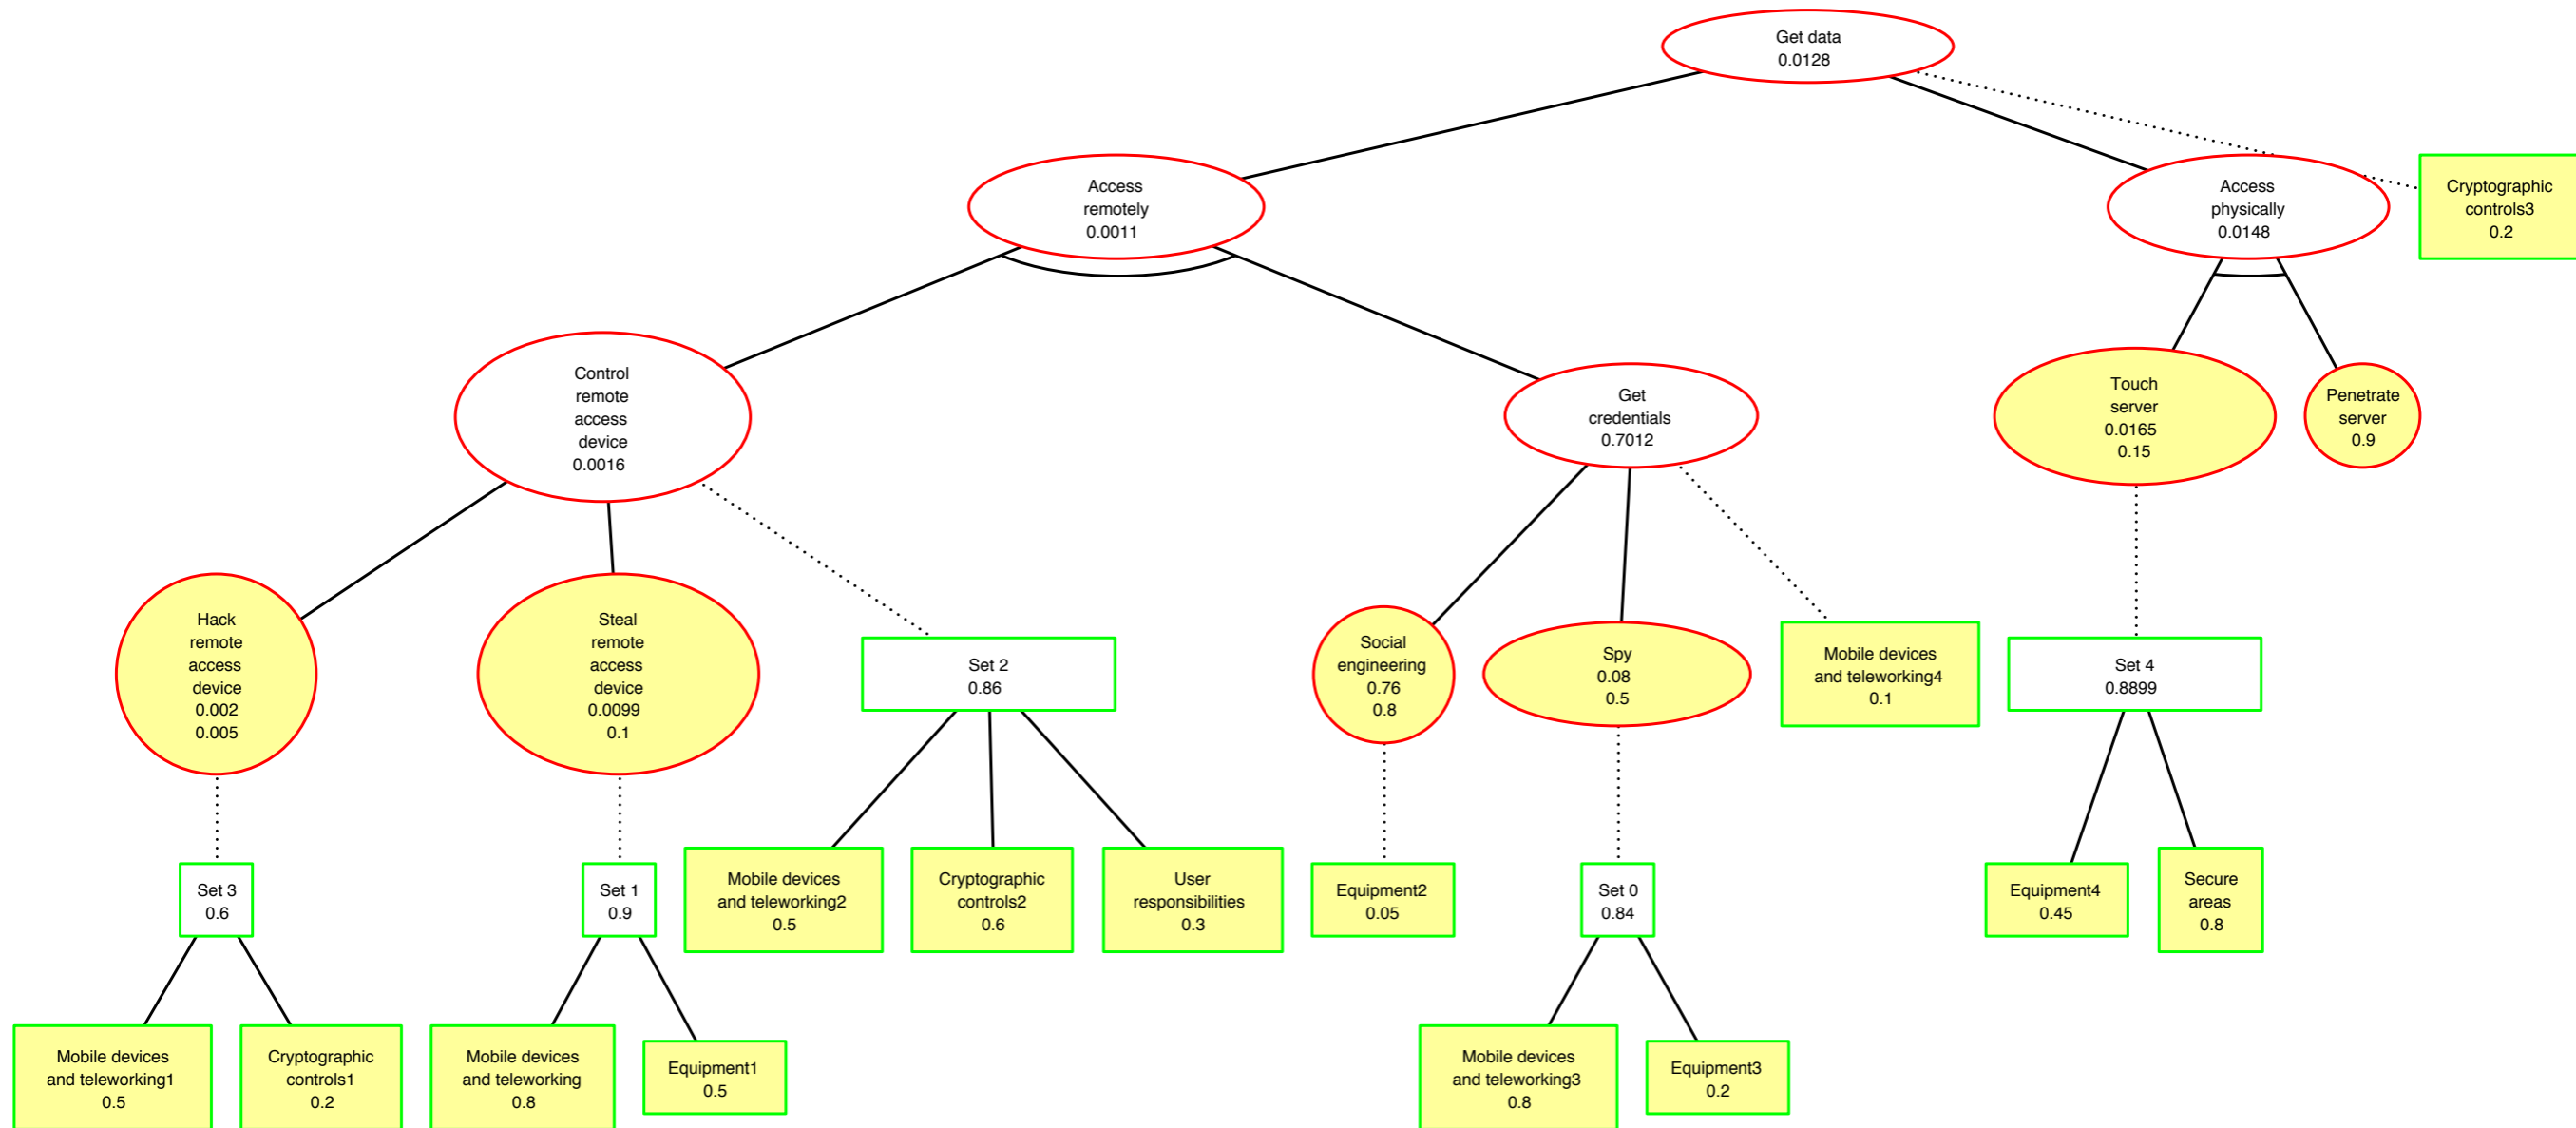 Get data
0.0128
Access
remotely
0.0011
Access
physically
0.0148
Cryptographic
controls3
0.2
Control
remote
access
device
0.0016
Get
credentials
0.7012
Touch
server
0.0165
0.15
Penetrate
server
0.9
Hack
remote
access
device
0.002
0.005
Steal
remote
access
device
0.0099
0.1
Set 2
0.86
Social
engineering
0.76
0.8
Spy
0.08
0.5
Mobile devices
and teleworking4
0.1
Set 4
0.8899
Set 3
0.6
Set 1
0.9
Mobile devices
and teleworking2
0.5
Cryptographic
controls2
0.6
User
responsibilities
0.3
Equipment2
0.05
Set 0
0.84
Equipment4
0.45
Secure
areas
0.8
Mobile devices
and teleworking1
0.5
Cryptographic
controls1
0.2
Mobile devices
and teleworking
0.8
Equipment1
0.5
Mobile devices
and teleworking3
0.8
Equipment3
0.2